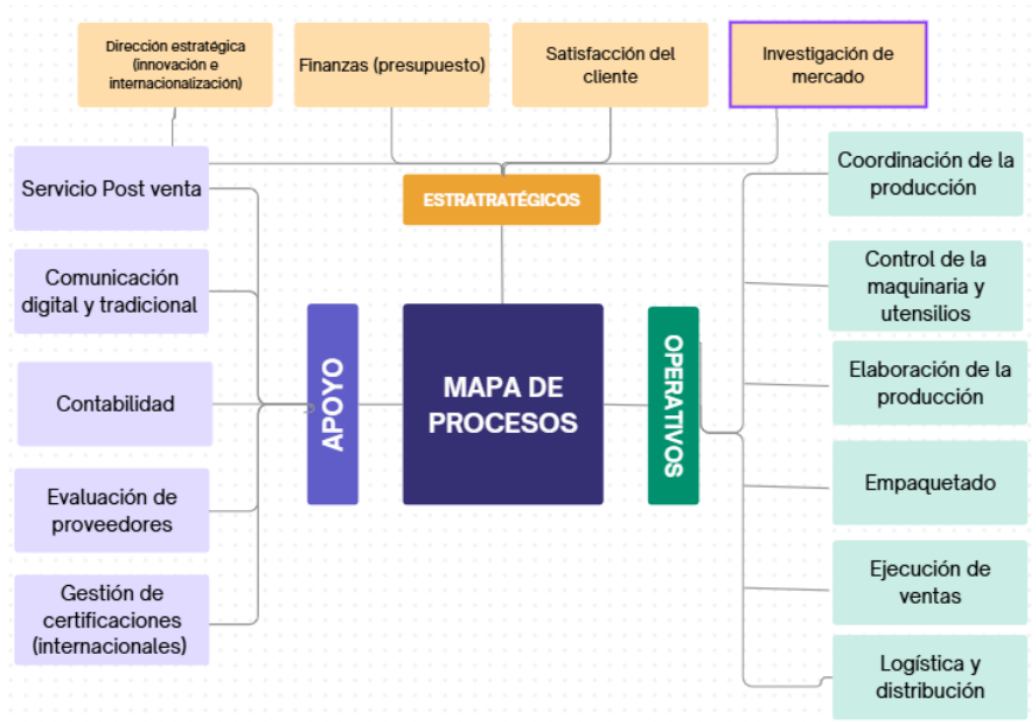 Dirección estratégica
(innovación e
internacionalización)
Finanzas (presupuesto)
Satisfacción del
cliente
Investigación de
mercado
ESTRATRATÉGICOS
Servicio Post venta
Comunicación
digital y tradicional
Contabilidad
Evaluación de
proveedores
Gestión de
certificaciones
(internacionales)
APOYO
MAPA DE
PROCESOS
OPERATIVOS
Coordinación de la
producción
Control de la
maquinaria y
utensilios
Elaboración de la
producción
Empaquetado
Ejecución de
ventas
Logística y
distribución